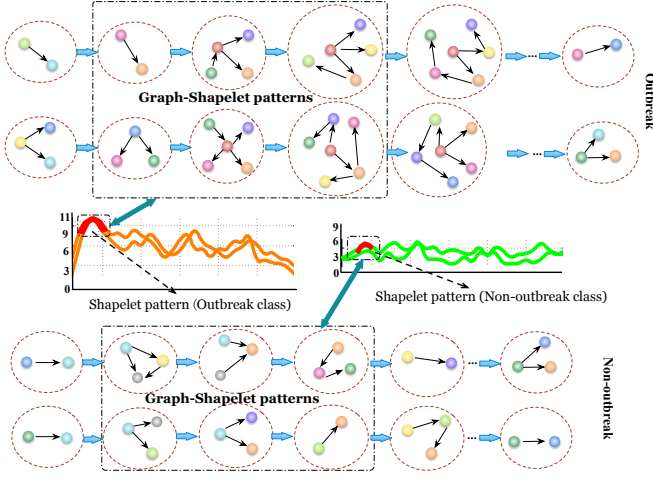 Graph-Shapelet patterns
Outbreak
...
...
11
9
6
3
0
Shapelet pattern (Outbreak class)
9
6
3
0
Shapelet pattern (Non-outbreak class)
Graph-Shapelet patterns
Non-outbreak
...
...